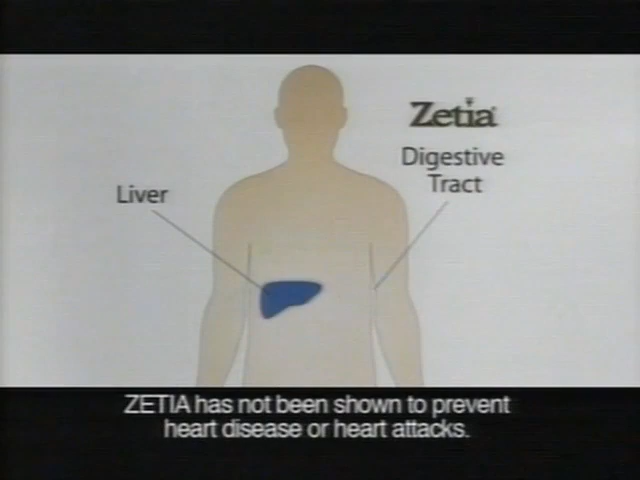 Zetia
Digestive
Tract
Liver
ZETIA has not been shown to prevent
heart disease or heart attacks.